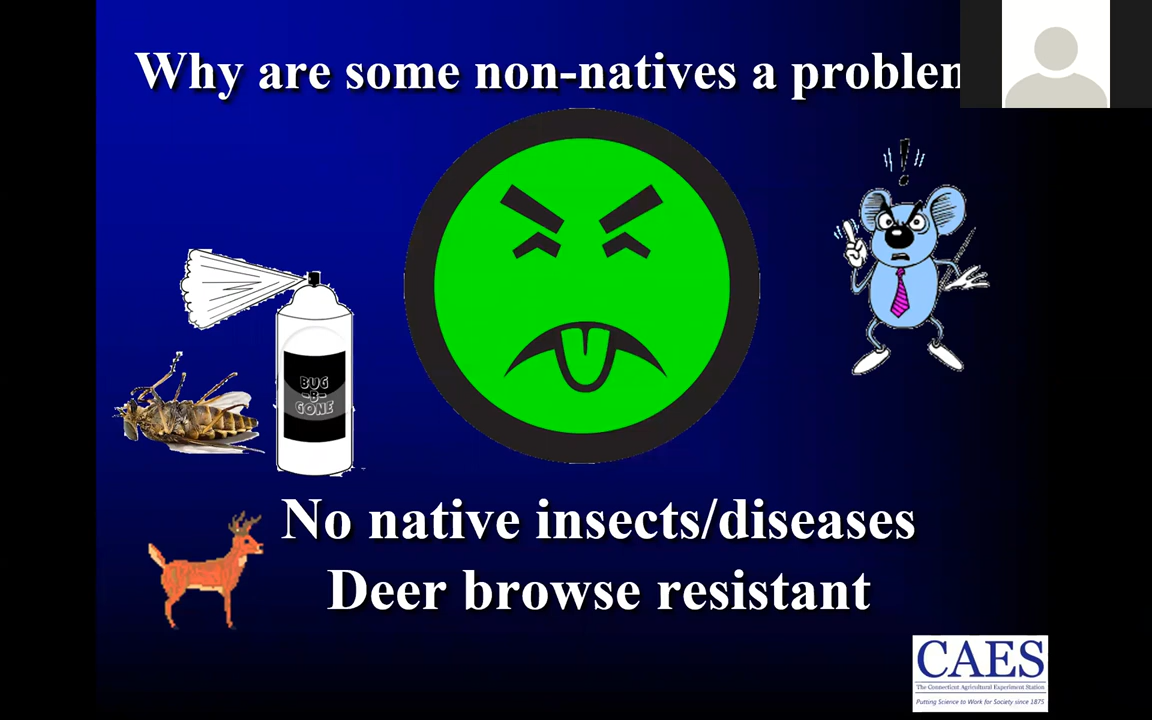 Why are some non-natives a problem
!
BUG
-B-
GONE
No native insects/diseases
Deer browse resistant
CAES
The Connecticut Agricultural Experiment Station
Putting Science to Work for Society since 1875